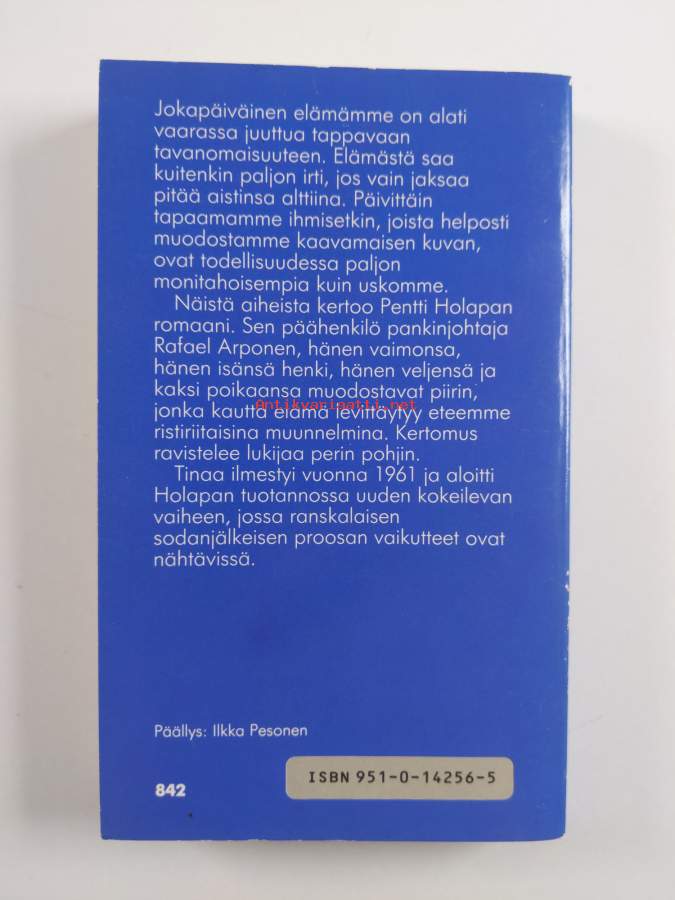 Jokapäiväinen elämämme on alati
vaarassa juuttua tappavaan
tavanomaisuuteen. Elämästä saa
kuitenkin paljon irti, jos vain jaksaa
pitää aistinsa alttiina. Päivittäin
tapaamamme ihmisetkin, joista helposti
muodostamme kaavamaisen kuvan,
ovat todellisuudessa paljon
monitahoisempia kuin uskomme.
Näistä aiheista kertoo Pentti Holapan
romaani. Sen päähenkilö pankinjohtaja
Rafael Arponen, hänen vaimonsa,
hänen isänsä henki, hänen veljensä ja
kaksi poikaansa muodostavat piirin,
Antikvariaatti.net
jonka kautta elämä levittäytyy eteemme
ristiriitaisina muunnelmina. Kertomus
ravistelee lukijaa perin pohjin.
Tinaa ilmestyi vuonna 1961 ja aloitti
Holapan tuotannossa uuden kokeilevan
vaiheen, jossa ranskalaisen
sodanjälkeisen proosan vaikutteet ovat
nähtävissä.
Päällys: Ilkka Pesonen
842
ISBN 951-0-14256-5